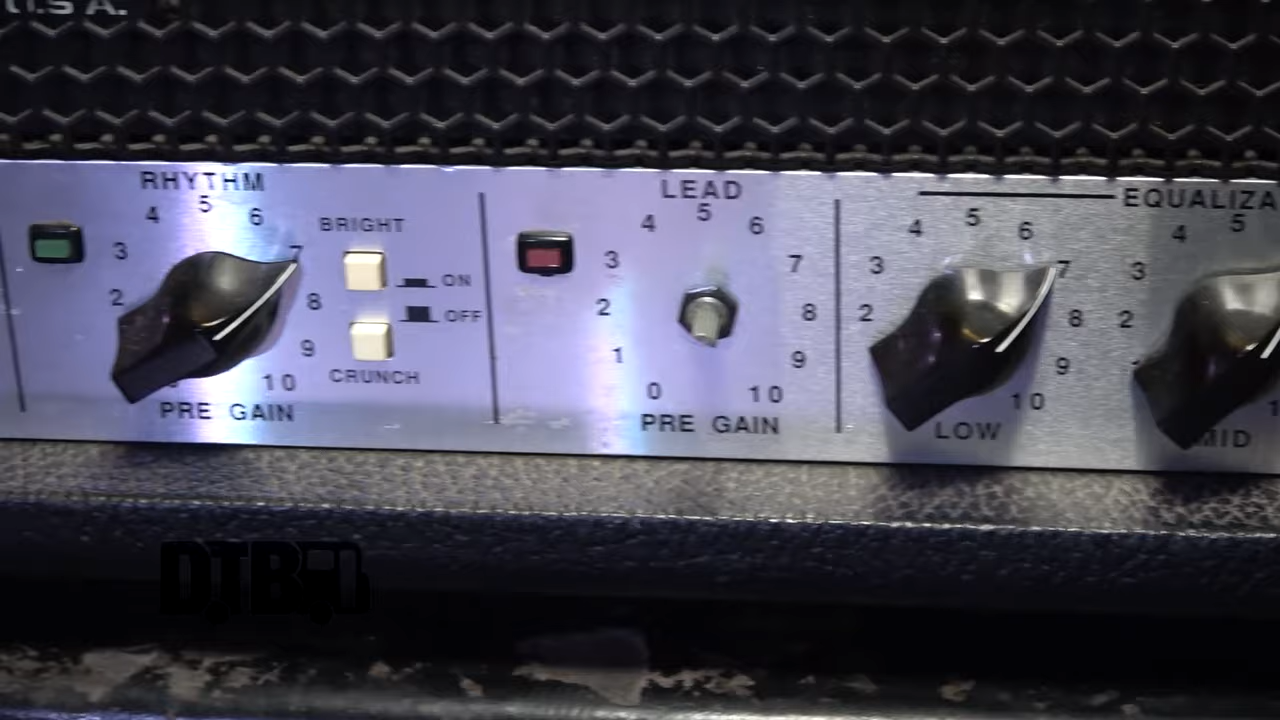 U.S.A.
RHYTHM
2 3 4 5 6 7 8 9 10
PRE GAIN
BRIGHT
ON
OFF
CRUNCH
LEAD
0 1 2 3 4 5 6 7 8 9 10
PRE GAIN
EQUALIZA
2 3 4 5 6 7 8 9 10
LOW
2 3 4 5
MID
DTB